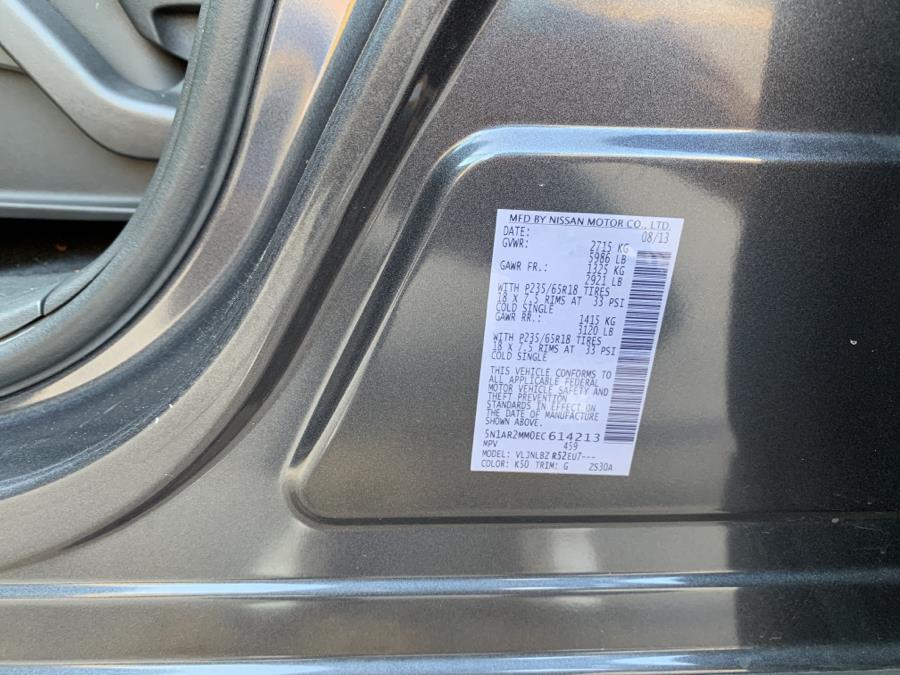 MFD BY NISSAN MOTOR CO., LTD.
DATE: 08/13
GVWR: 2715 KG
5986 LB
GAWR FR.: 1325 KG
2921 LB
WITH P235/65R18 TIRES
18 X 7.5 RIMS AT 33 PSI
COLD SINGLE
GAWR RR.: 1415 KG
3120 LB
WITH P235/65R18 TIRES
18 X 7.5 RIMS AT 33 PSI
COLD SINGLE
THIS VEHICLE CONFORMS TO
ALL APPLICABLE FEDERAL
MOTOR VEHICLE SAFETY AND
THEFT PREVENTION
STANDARDS IN EFFECT ON
THE DATE OF MANUFACTURE
SHOWN ABOVE.
5N1AR2MM0EC 614213
MPV 459
MODEL: VLJNLBZ R52EU7---
COLOR: K50 TRIM: G 2S30A